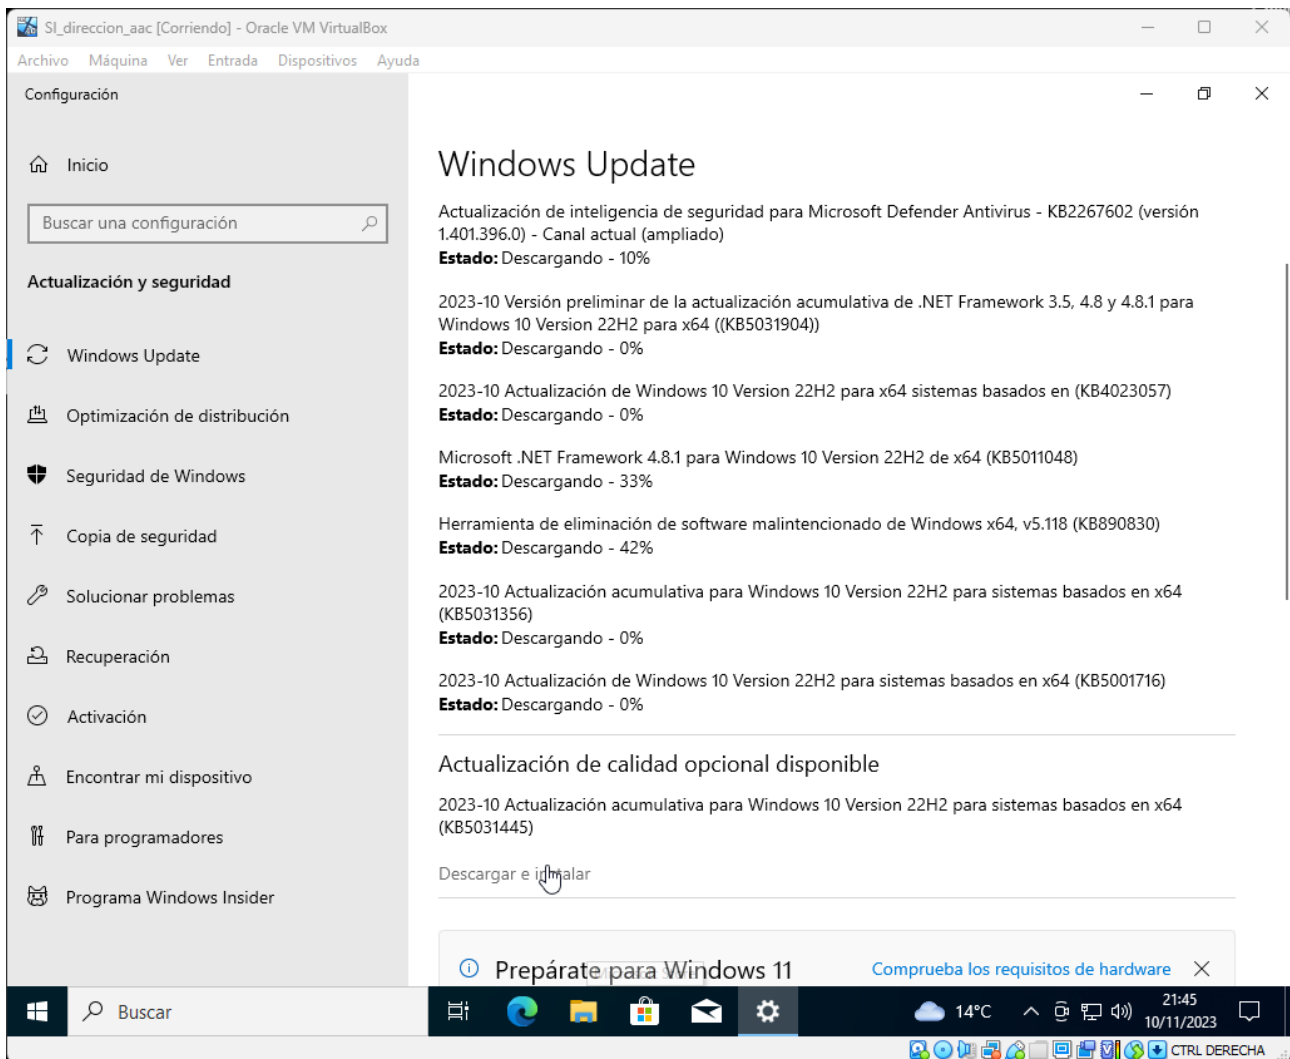 SI_direccion_aac [Corriendo] - Oracle VM VirtualBox
Archivo Máquina Ver Entrada Dispositivos Ayuda
Configuración
Inicio
Buscar una configuración
Actualización y seguridad
Windows Update
Optimización de distribución
Seguridad de Windows
Copia de seguridad
Solucionar problemas
Recuperación
Activación
Encontrar mi dispositivo
Para programadores
Programa Windows Insider
Windows Update
Actualización de inteligencia de seguridad para Microsoft Defender Antivirus - KB2267602 (versión
1.401.396.0) - Canal actual (ampliado)
Estado: Descargando - 10%
2023-10 Versión preliminar de la actualización acumulativa de .NET Framework 3.5, 4.8 y 4.8.1 para
Windows 10 Version 22H2 para x64 ((KB5031904))
Estado: Descargando - 0%
2023-10 Actualización de Windows 10 Version 22H2 para x64 sistemas basados en (KB4023057)
Estado: Descargando - 0%
Microsoft .NET Framework 4.8.1 para Windows 10 Version 22H2 de x64 (KB5011048)
Estado: Descargando - 33%
Herramienta de eliminación de software malintencionado de Windows x64, v5.118 (KB890830)
Estado: Descargando - 42%
2023-10 Actualización acumulativa para Windows 10 Version 22H2 para sistemas basados en x64
(KB5031356)
Estado: Descargando - 0%
2023-10 Actualización de Windows 10 Version 22H2 para sistemas basados en x64 (KB5001716)
Estado: Descargando - 0%
Actualización de calidad opcional disponible
2023-10 Actualización acumulativa para Windows 10 Version 22H2 para sistemas basados en x64
(KB5031445)
Descargar e instalar
Prepárate para Windows 11
Comprueba los requisitos de hardware
Buscar
14°C
21:45
10/11/2023
CTRL DERECHA